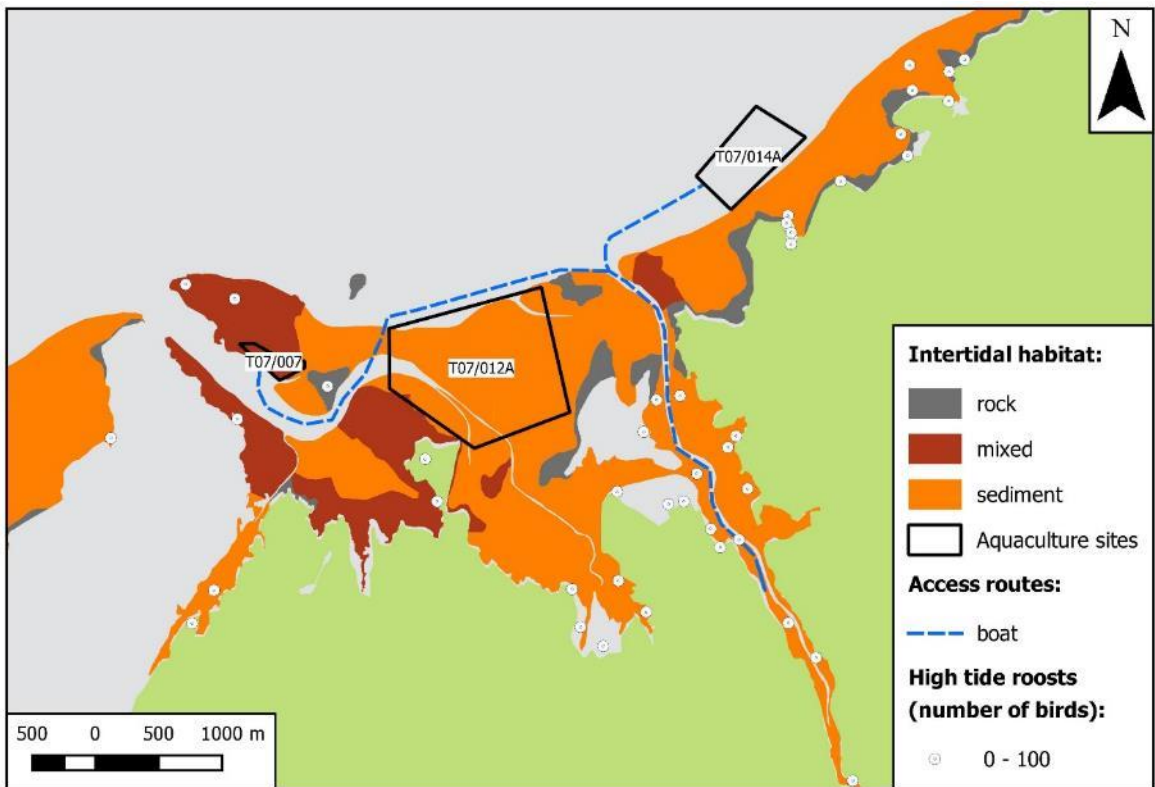 N
T07/014A
T07/007
T07/012A
Intertidal habitat:
rock
mixed
sediment
Aquaculture sites
Access routes:
boat
High tide roosts
(number of birds):
0 - 100
500 0 500 1000 m